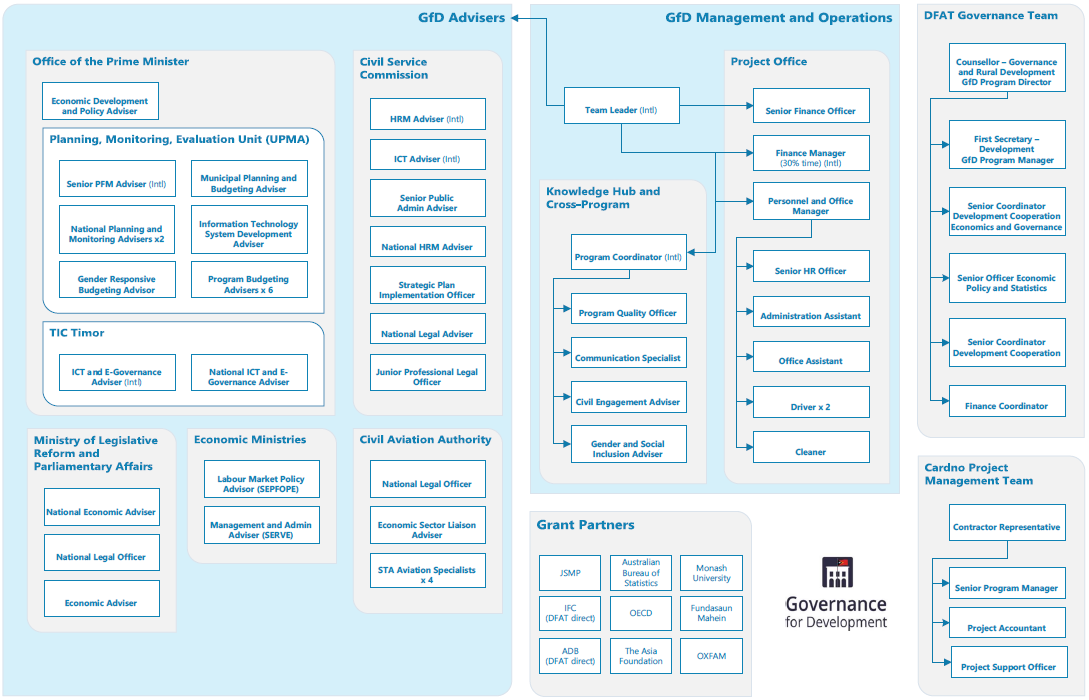 GfD Advisers
Office of the Prime Minister
Economic Development
and Policy Adviser
Planning, Monitoring, Evaluation Unit (UPMA)
Senior PFM Adviser (Intl)
Municipal Planning and
Budgeting Adviser
National Planning and
Monitoring Advisers x2
Information Technology
System Development
Adviser
Gender Responsive
Budgeting Advisor
Program Budgeting
Advisers x 6
TIC Timor
ICT and E-Governance
Adviser (Intl)
National ICT and E-
Governance Adviser
Civil Service
Commission
HRM Adviser (Intl)
ICT Adviser (Intl)
Senior Public
Admin Adviser
National HRM Adviser
Strategic Plan
Implementation Officer
National Legal Adviser
Junior Professional Legal
Officer
Ministry of Legislative
Reform and
Parliamentary Affairs
National Economic Adviser
National Legal Officer
Economic Adviser
Economic Ministries
Labour Market Policy
Advisor (SEPFOPE)
Management and Admin
Adviser (SERVE)
Civil Aviation Authority
National Legal Officer
Economic Sector Liaison
Adviser
STA Aviation Specialists
x 4
GfD Management and Operations
Team Leader (Intl)
Project Office
Senior Finance Officer
Finance Manager
(30% time) (Intl)
Personnel and Office
Manager
Senior HR Officer
Administration Assistant
Office Assistant
Driver x 2
Cleaner
Knowledge Hub and
Cross–Program
Program Coordinator (Intl)
Program Quality Officer
Communication Specialist
Civil Engagement Adviser
Gender and Social
Inclusion Adviser
Grant Partners
JSMP
Australian
Bureau of
Statistics
Monash
University
IFC
(DFAT direct)
OECD
Fundasaun
Mahein
ADB
(DFAT direct)
The Asia
Foundation
OXFAM
Governance
for Development
DFAT Governance Team
Counsellor – Governance
and Rural Development
GfD Program Director
First Secretary –
Development
GfD Program Manager
Senior Coordinator
Development Cooperation
Economics and Governance
Senior Officer Economic
Policy and Statistics
Senior Coordinator
Development Cooperation
Finance Coordinator
Cardno Project
Management Team
Contractor Representative
Senior Program Manager
Project Accountant
Project Support Officer